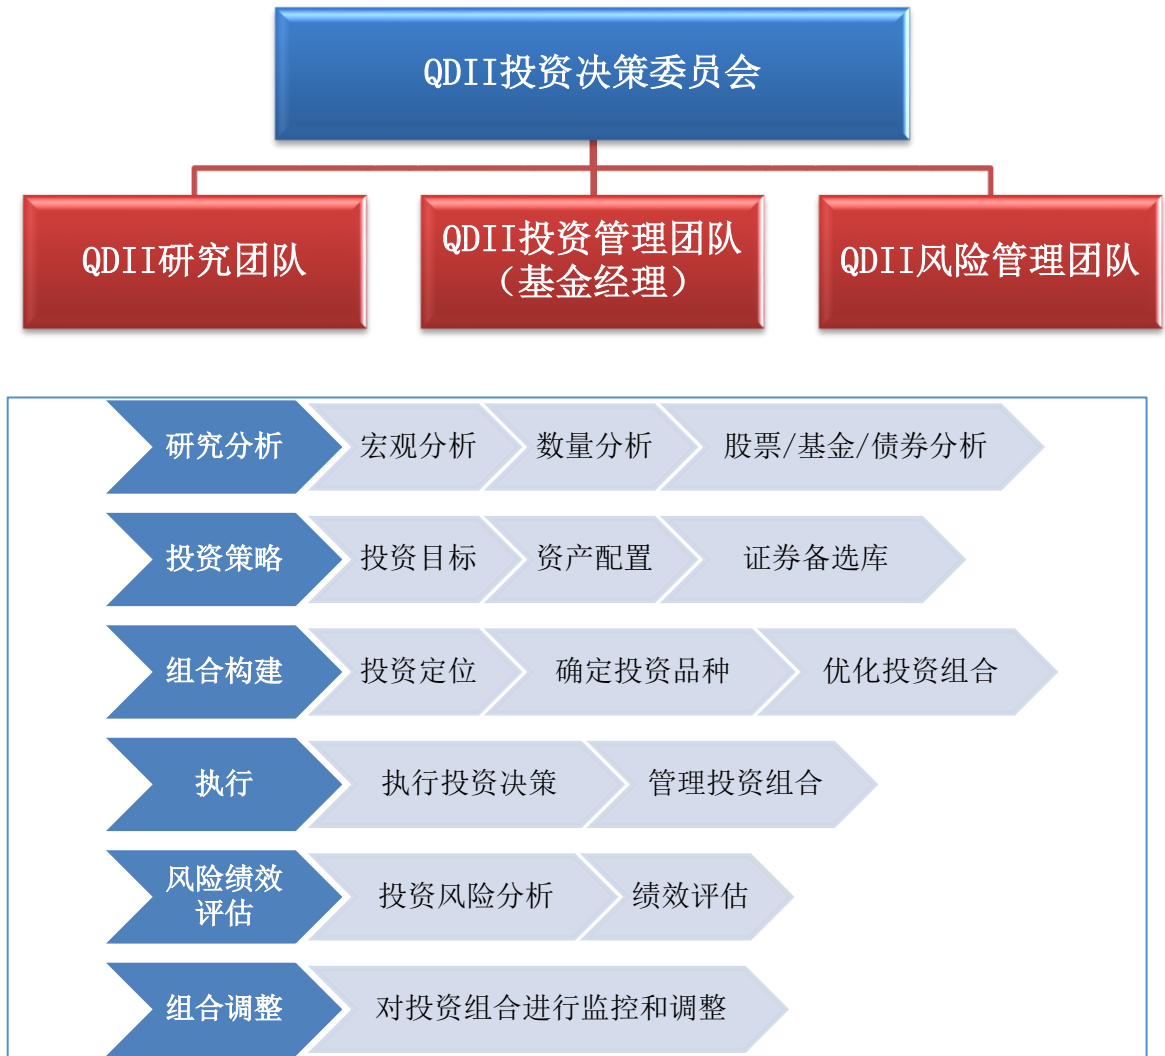 QDII投资决策委员会
QDII研究团队
QDII投资管理团队
（基金经理）
QDII风险管理团队
研究分析 宏观分析 数量分析 股票/基金/债券分析
投资策略 投资目标 资产配置 证券备选库
组合构建 投资定位 确定投资品种 优化投资组合
执行 执行投资决策 管理投资组合
风险绩效
评估 投资风险分析 绩效评估
组合调整 对投资组合进行监控和调整